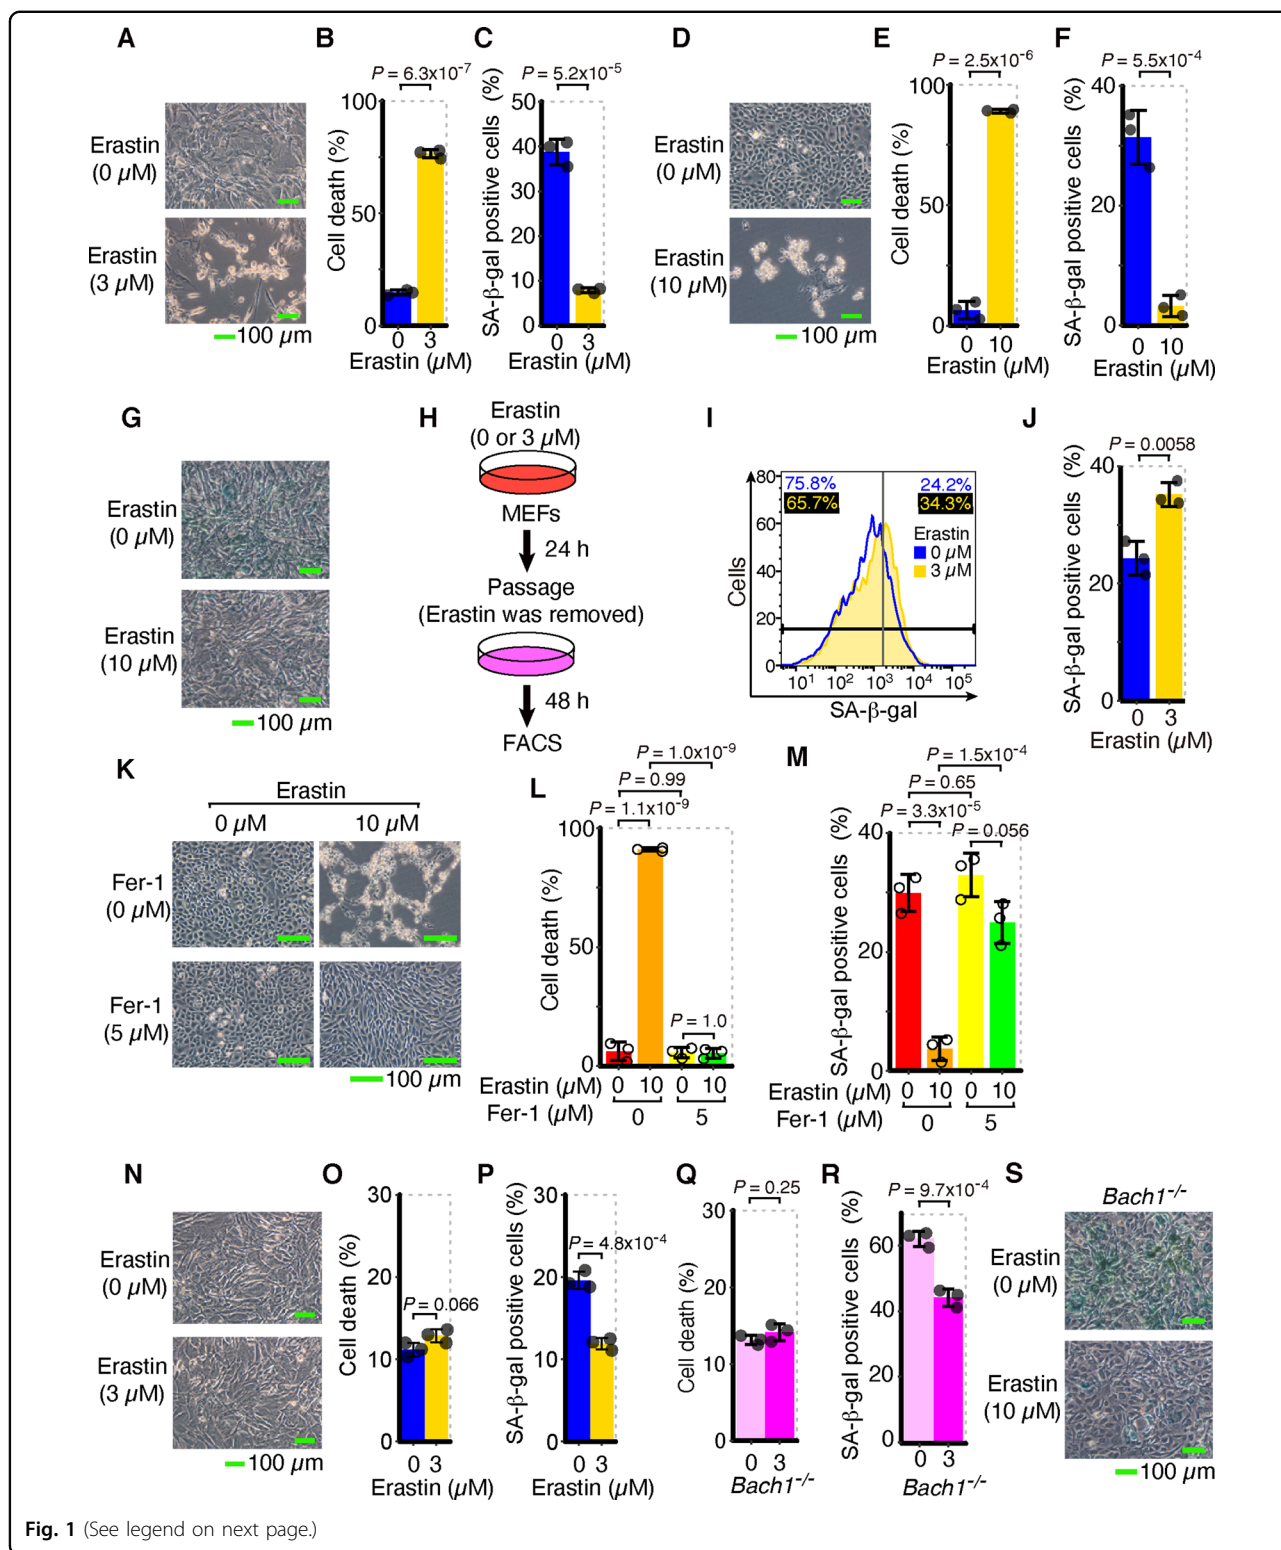 A
Erastin
(0 µM)
Erastin
(3 µM)
100 µm
B
P = 6.3x10⁻⁷
Cell death (%)
100
50
0
0 3
Erastin (µM)
C
P = 5.2x10⁻⁵
SA-β-gal positive cells (%)
50
40
30
20
10
0
0 3
Erastin (µM)
D
Erastin
(0 µM)
Erastin
(10 µM)
100 µm
E
P = 2.5x10⁻⁶
Cell death (%)
100
50
0
0 10
Erastin (µM)
F
P = 5.5x10⁻⁴
SA-β-gal positive cells (%)
40
20
0
0 10
Erastin (µM)
G
Erastin
(0 µM)
Erastin
(10 µM)
100 µm
H
Erastin
(0 or 3 µM)
MEFs
24 h
Passage
(Erastin was removed)
48 h
FACS
I
Cells
80
60
40
20
0
75.8%
65.7%
24.2%
34.3%
Erastin
0 µM
3 µM
10¹ 10² 10³ 10⁴ 10⁵
SA-β-gal
J
P = 0.0058
SA-β-gal positive cells (%)
40
20
0
0 3
Erastin (µM)
K
Erastin
0 µM 10 µM
Fer-1
(0 µM)
Fer-1
(5 µM)
100 µm
L
P = 1.0x10⁻⁹
P = 0.99
P = 1.1x10⁻⁹
P = 1.0
Cell death (%)
100
50
0
Erastin (µM) 0 10 0 10
Fer-1 (µM) 0 5
M
P = 1.5x10⁻⁴
P = 0.65
P = 3.3x10⁻⁵
P = 0.056
SA-β-gal positive cells (%)
40
20
0
Erastin (µM) 0 10 0 10
Fer-1 (µM) 0 5
N
Erastin
(0 µM)
Erastin
(3 µM)
100 µm
O
Cell death (%)
30
20
10
0
P = 0.066
0 3
Erastin (µM)
P
SA-β-gal positive cells (%)
30
20
10
0
P = 4.8x10⁻⁴
0 3
Erastin (µM)
Q
P = 0.25
Cell death (%)
30
20
10
0
0 3
Bach1⁻/⁻
R
P = 9.7x10⁻⁴
SA-β-gal positive cells (%)
60
40
20
0
0 3
Bach1⁻/⁻
S
Bach1⁻/⁻
Erastin
(0 µM)
Erastin
(10 µM)
100 µm
Fig. 1 (See legend on next page.)